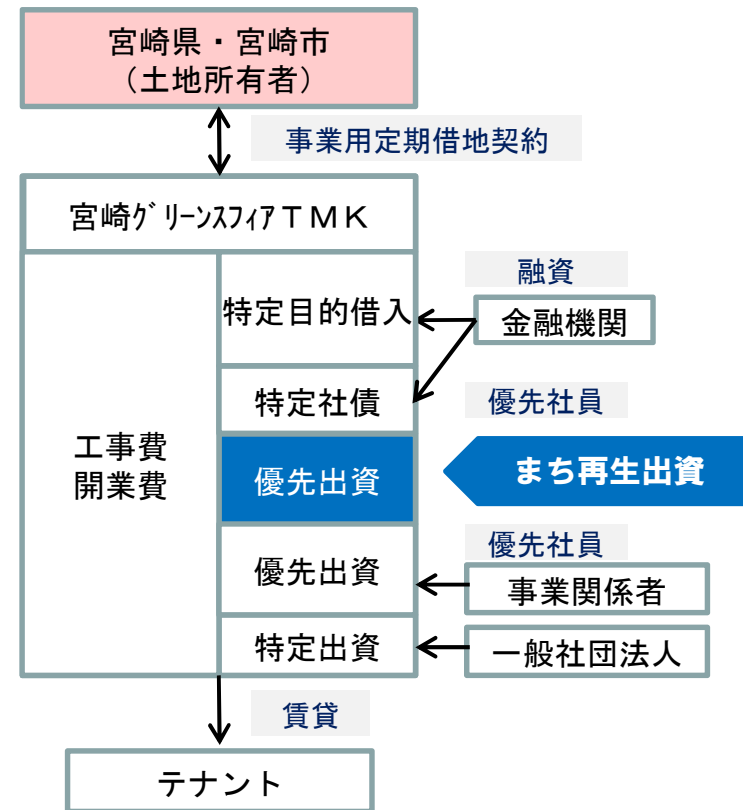 宮崎県・宮崎市
（土地所有者）
事業用定期借地契約
宮崎ｸﾞﾘｰﾝｽﾌｨｱＴＭＫ
融資
特定目的借入
金融機関
特定社債
優先社員
工事費
開業費
優先出資
まち再生出資
優先社員
優先出資
事業関係者
特定出資
一般社団法人
賃貸
テナント